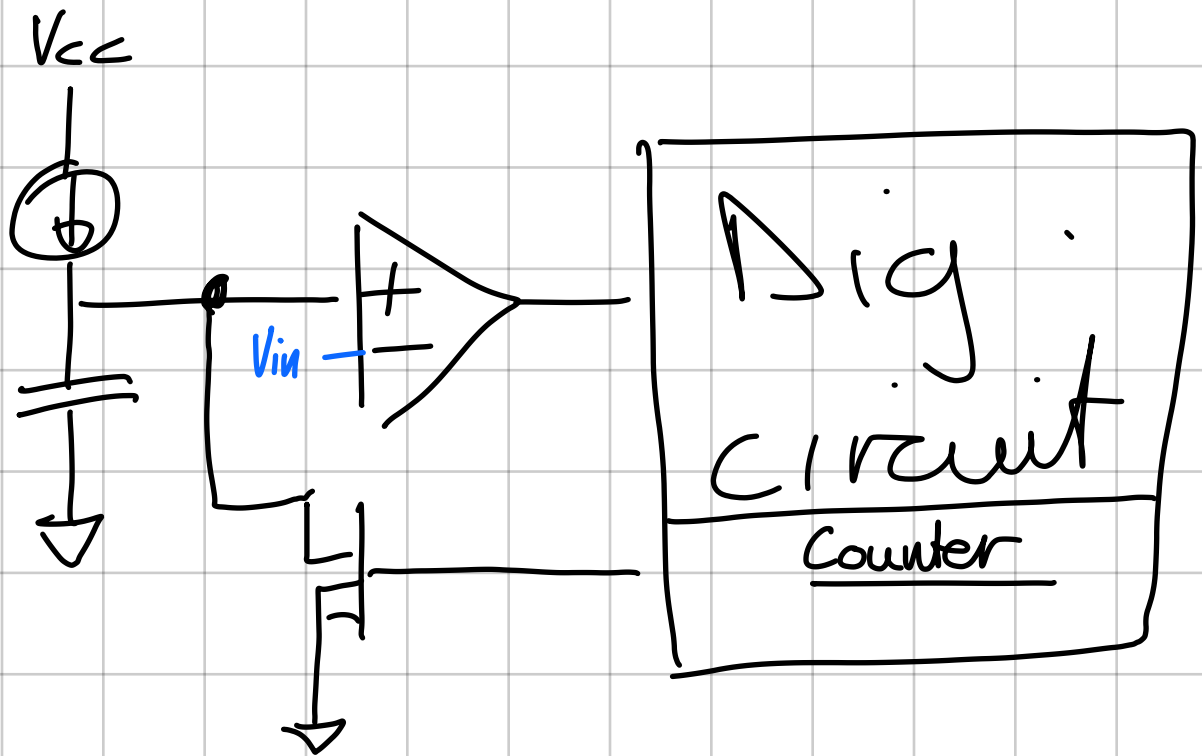 Vcc
+
Vin −
Dig
circuit
Counter